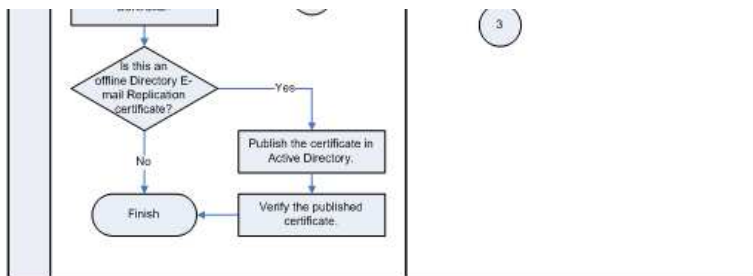 3
Is this an
offline Directory E-
mail Replication
certificate?
Yes
Publish the certificate in
Active Directory.
No
Finish
Verify the published
certificate.